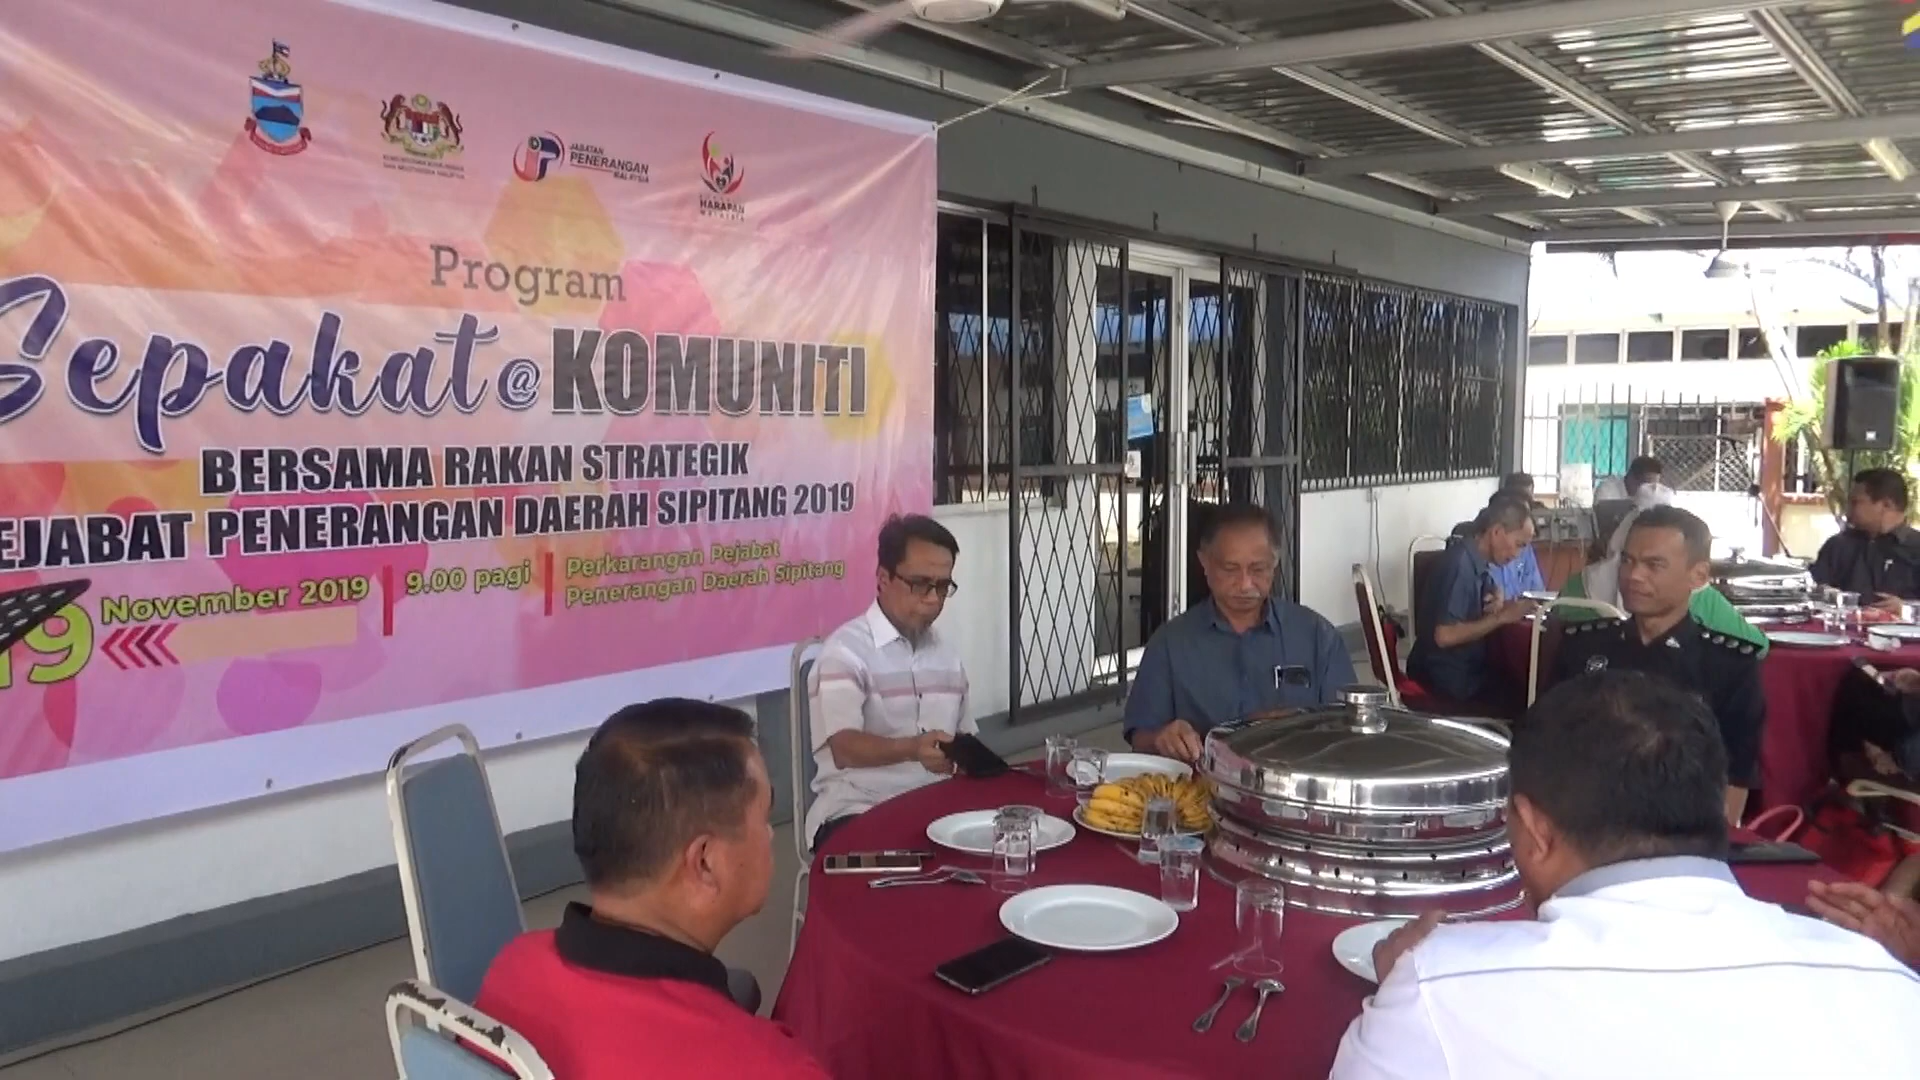 JABATAN
PENERANGAN
MALAYSIA
HARAPAN
MALAYSIA
Program
Sepakat@KOMUNITI
BERSAMA RAKAN STRATEGIK
EJABAT PENERANGAN DAERAH SIPITANG 2019
19 November 2019 | 9.00 pagi | Perkarangan Pejabat
Penerangan Daerah Sipitang